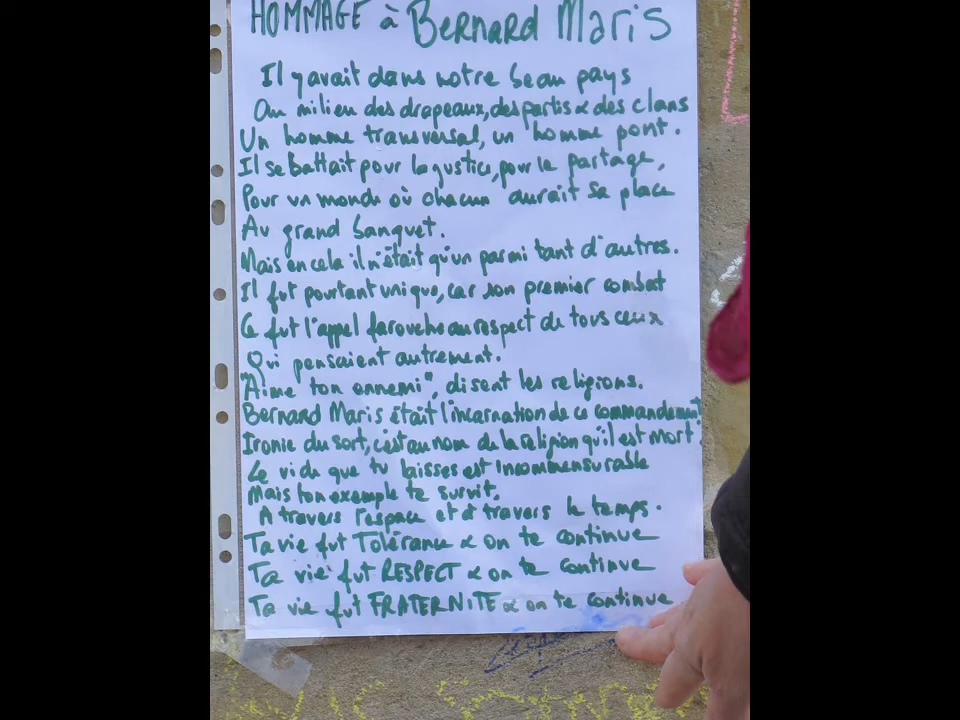 HOMMAGE à Bernard Maris
Il y avait dans notre beau pays
Au milieu des drapeaux, des partis & des clans
Un homme transversal, un homme pont.
Il se battait pour la justice, pour le partage,
Pour un monde où chacun aurait sa place
Au grand banquet.
Mais en cela il n'était qu'un parmi tant d'autres.
Il fut pourtant unique, car son premier combat
Ce fut l'appel farouche au respect de tous ceux
Qui pensaient autrement.
"Aime ton ennemi", disent les religions.
Bernard Maris était l'incarnation de ce commandement
Ironie du sort, c'est au nom de la religion qu'il est mort.
Le vide que tu laisses est incommensurable
Mais ton exemple te survit.
A travers l'espace et à travers le temps.
Ta vie fut Tolérance & on te continue
Ta vie fut RESPECT & on te continue
Ta vie fut FRATERNITE & on te continue